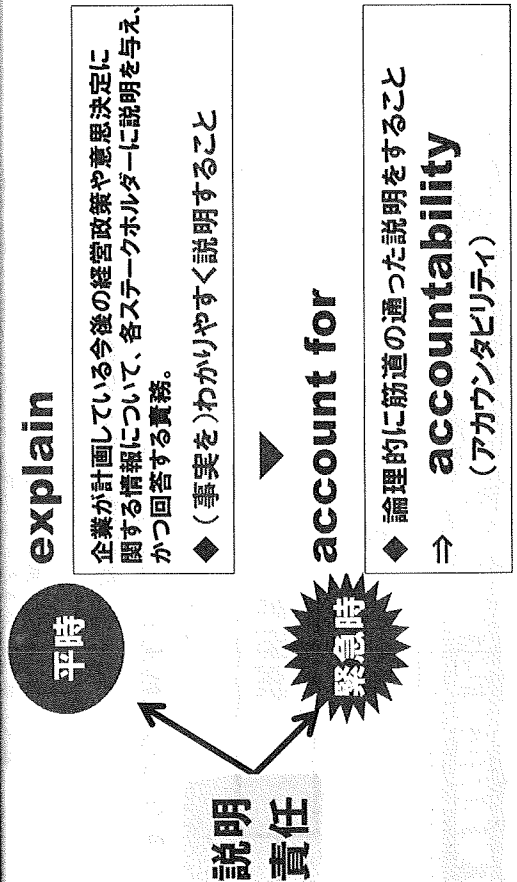 説明
責任
平時
explain
企業が計画している今後の経営政策や意思決定に
関する情報について、各ステークホルダーに説明を与え、
かつ回答する責務。
◆（事実を）わかりやすく説明すること
緊急時
account for
◆ 論理的に筋道の通った説明をすること
⇒ accountability
（アカウンタビリティ）